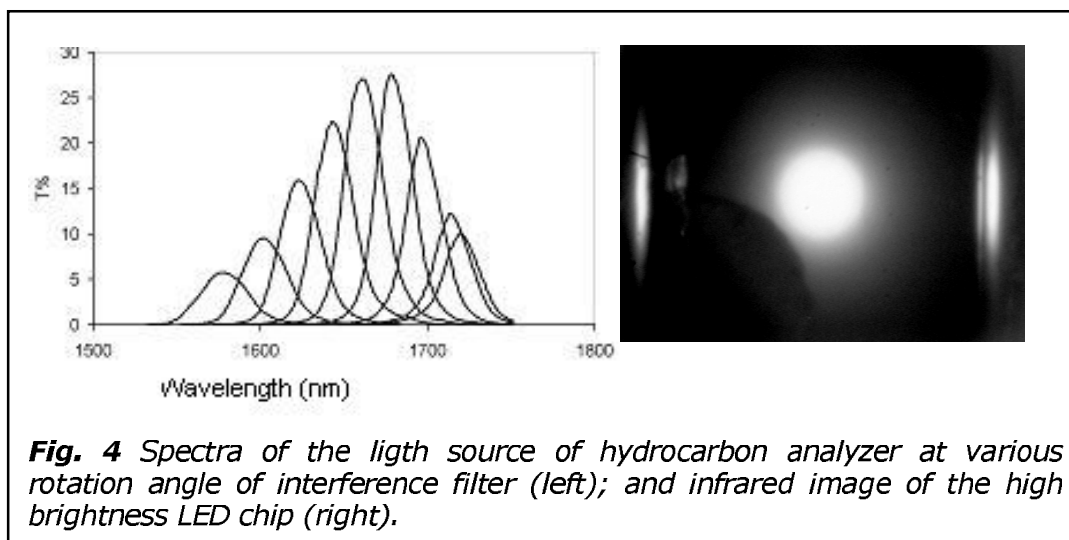 30
25
20
15
10
5
0
T%
1500 1600 1700 1800
Wavelength (nm)
Fig. 4 Spectra of the ligth source of hydrocarbon analyzer at various
rotation angle of interference filter (left); and infrared image of the high
brightness LED chip (right).